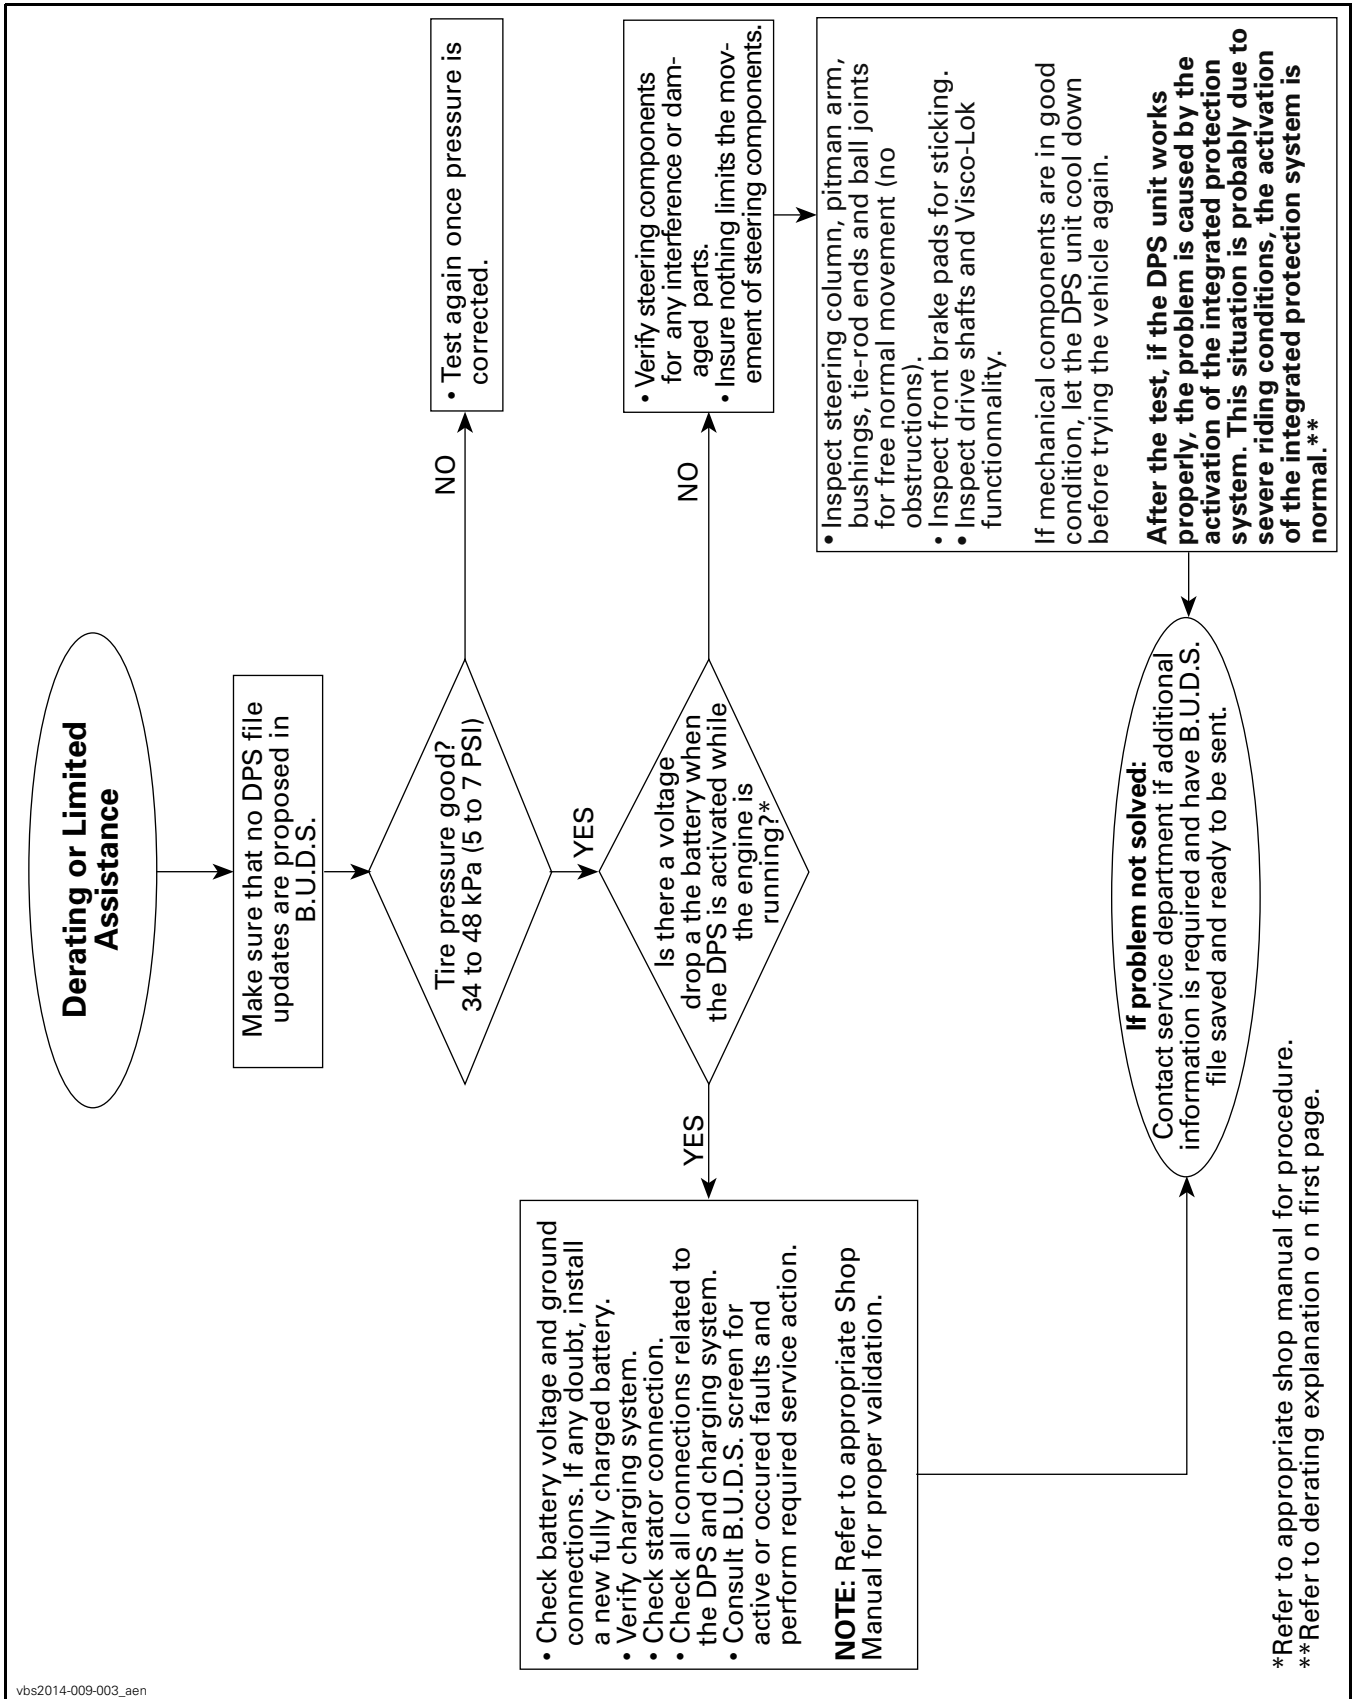 Derating or Limited
Assistance
Make sure that no DPS file
updates are proposed in
B.U.D.S.
Tire pressure good?
34 to 48 kPa (5 to 7 PSI)
NO
• Test again once pressure is
corrected.
YES
Is there a voltage
drop a the battery when
the DPS is activated while
the engine is
running?*
NO
• Verify steering components
for any interference or dam-
aged parts.
• Insure nothing limits the mov-
ement of steering components.
YES
• Check battery voltage and ground
connections. If any doubt, install
a new fully charged battery.
• Verify charging system.
• Check stator connection.
• Check all connections related to
the DPS and charging system.
• Consult B.U.D.S. screen for
active or occured faults and
perform required service action.
NOTE: Refer to appropriate Shop
Manual for proper validation.
• Inspect steering column, pitman arm,
bushings, tie-rod ends and ball joints
for free normal movement (no
obstructions).
• Inspect front brake pads for sticking.
• Inspect drive shafts and Visco-Lok
functionnality.
If mechanical components are in good
condition, let the DPS unit cool down
before trying the vehicle again.
After the test, if the DPS unit works
properly, the problem is caused by the
activation of the integrated protection
system. This situation is probably due to
severe riding conditions, the activation
of the integrated protection system is
normal.**
If problem not solved:
Contact service department if additional
information is required and have B.U.D.S.
file saved and ready to be sent.
*Refer to appropriate shop manual for procedure.
**Refer to derating explanation o n first page.
vbs2014-009-003_aen